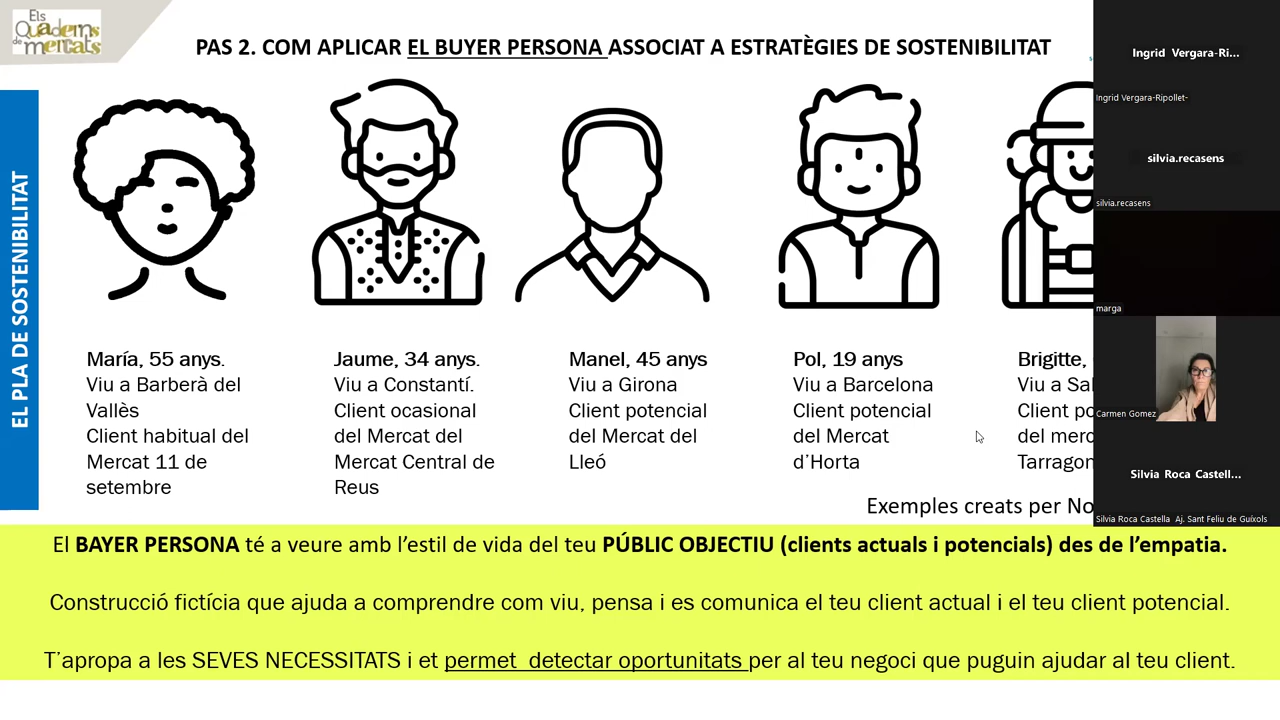 Els
Quaderns
de mercats
PAS 2. COM APLICAR EL BUYER PERSONA ASSOCIAT A ESTRATÈGIES DE SOSTENIBILITAT
EL PLA DE SOSTENIBILITAT
María, 55 anys.
Viu a Barberà del
Vallès
Client habitual del
Mercat 11 de
setembre
Jaume, 34 anys.
Viu a Constantí.
Client ocasional
del Mercat del
Mercat Central de
Reus
Manel, 45 anys
Viu a Girona
Client potencial
del Mercat del
Lleó
Pol, 19 anys
Viu a Barcelona
Client potencial
del Mercat
d’Horta
Brigitte,
Viu a Sal
Client po
del merc
Tarragon
Exemples creats per No
El BAYER PERSONA té a veure amb l’estil de vida del teu PÚBLIC OBJECTIU (clients actuals i potencials) des de l’empatia.
Construcció fictícia que ajuda a comprendre com viu, pensa i es comunica el teu client actual i el teu client potencial.
T’apropa a les SEVES NECESSITATS i et permet detectar oportunitats per al teu negoci que puguin ajudar al teu client.
Ingrid Vergara-Ri...
Ingrid Vergara-Ripollet-
silvia.recasens
silvia.recasens
marga
Carmen Gomez
Silvia Roca Castell...
Silvia Roca Castella Aj. Sant Feliu de Guíxols